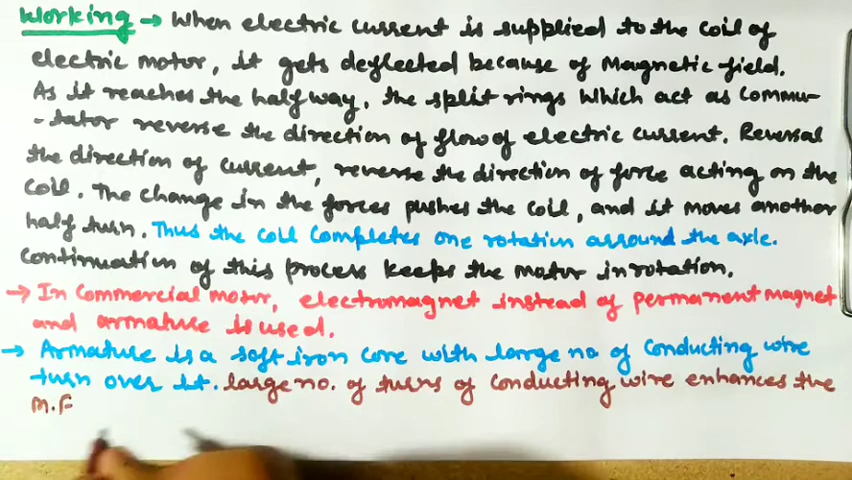 Working → When electric current is supplied to the coil of
electric motor, it gets deflected because of Magnetic field.
As it reaches the half way, the split rings which act as Commu-
-tator reverse the direction of flow of electric current. Reversal
the direction of current, reverse the direction of force acting on the
Coil. The change in the forces pushes the Coil, and it moves another
half turn. Thus the coil Completes one rotation arround the axle.
Continuation of this process keeps the motor in rotation.
→ In Commercial motor, electromagnet instead of permanent magnet
and armature is used.
→ Armature is a soft iron core with large no of Conducting wire
turn over it. large no. of turns of conducting wire enhances the
M.F